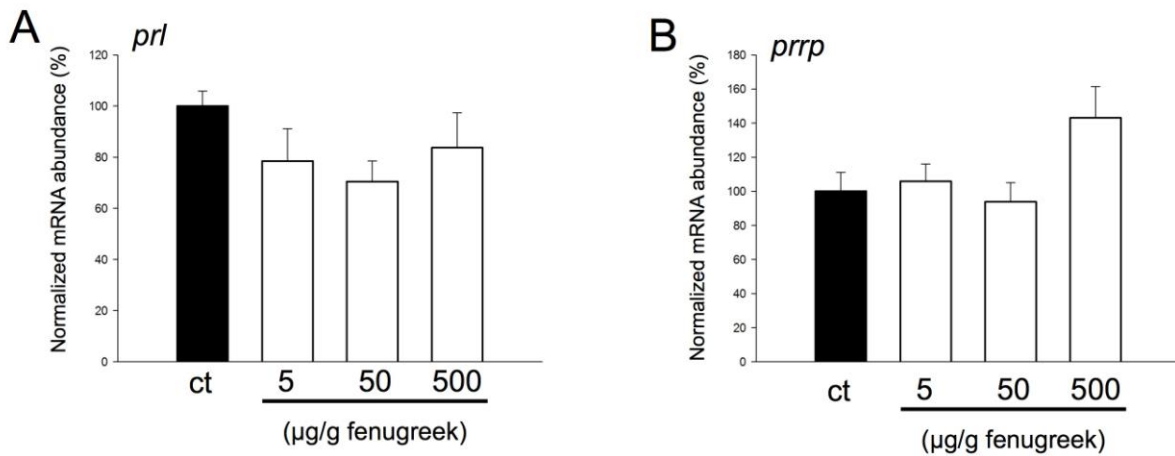 A
prl
Normalized mRNA abundance (%)
120
100
80
60
40
20
0
ct 5 50 500
(µg/g fenugreek)
B
prrp
Normalized mRNA abundance (%)
180
160
140
120
100
80
60
40
20
0
ct 5 50 500
(µg/g fenugreek)